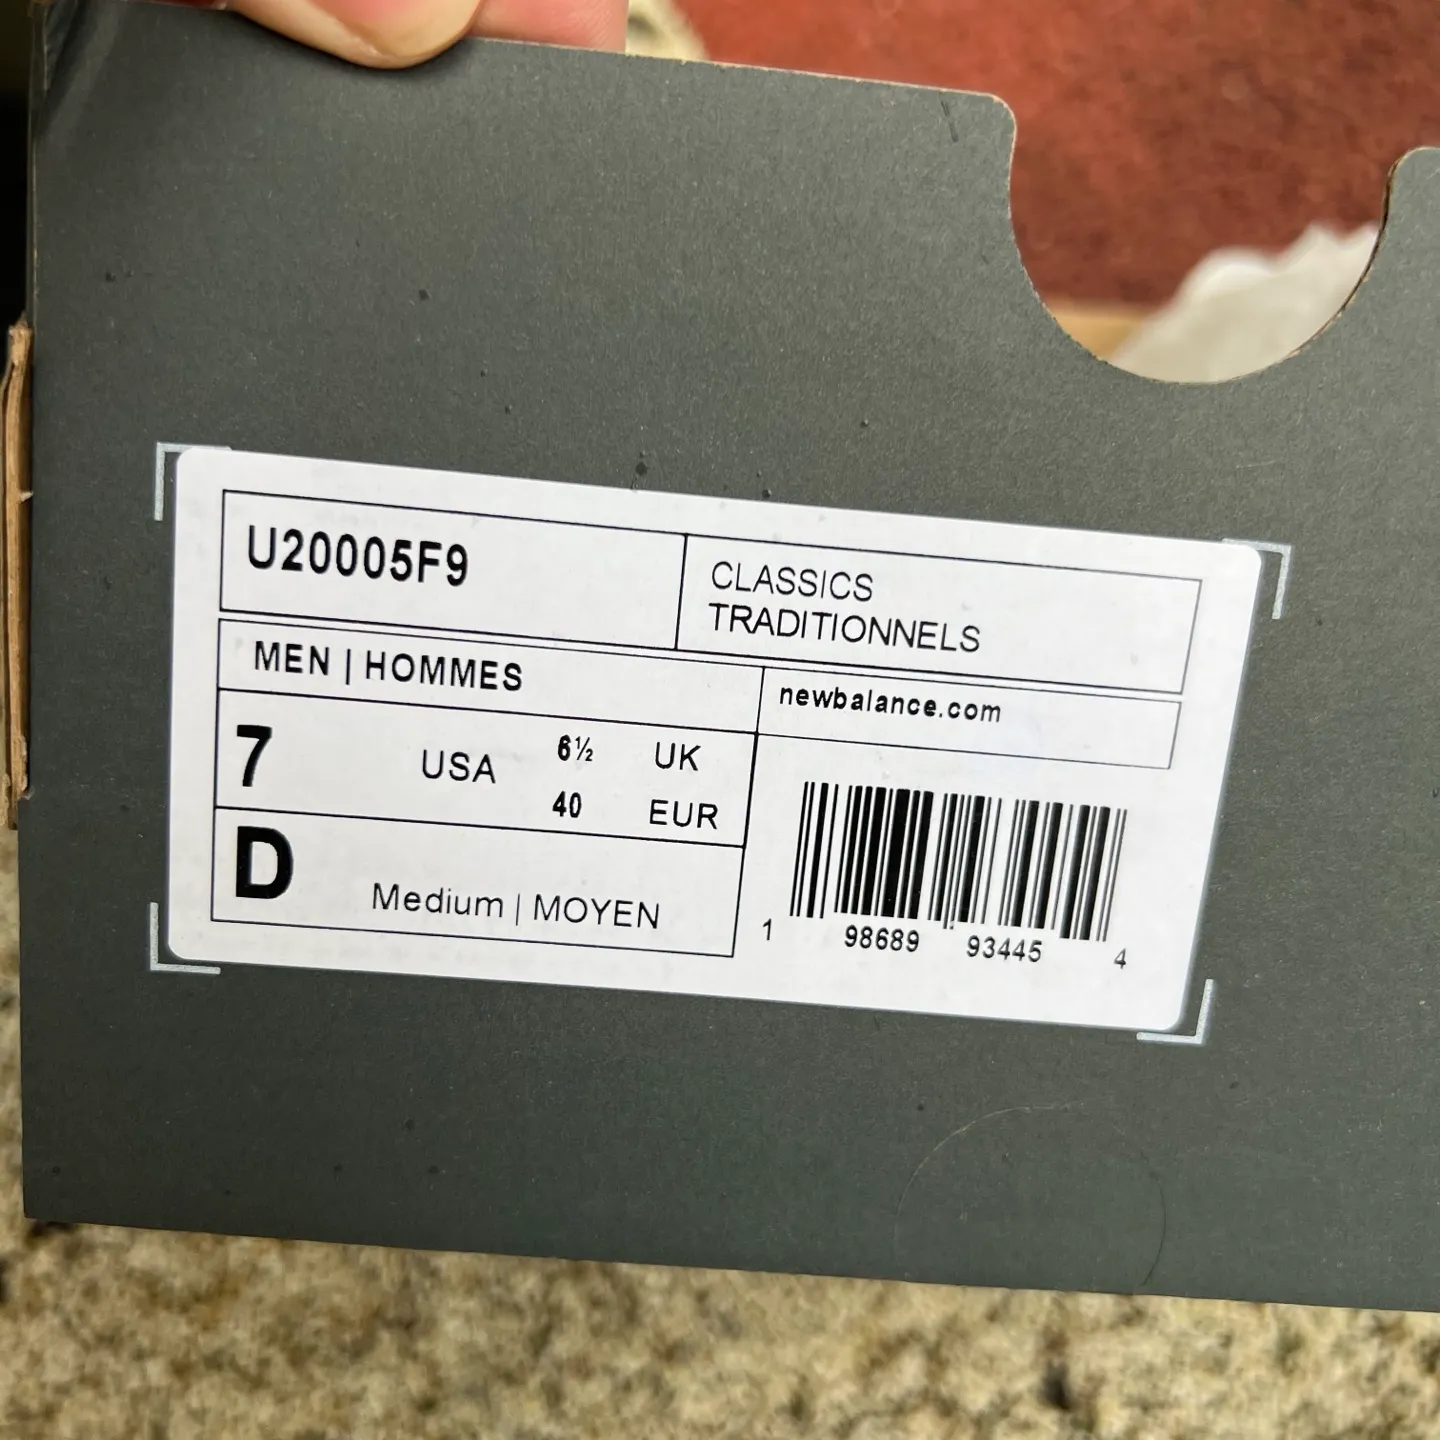 U20005F9
CLASSICS
TRADITIONNELS
MEN | HOMMES
newbalance.com
7 USA 6½ UK
40 EUR
D Medium | MOYEN
1 98689 93445 4